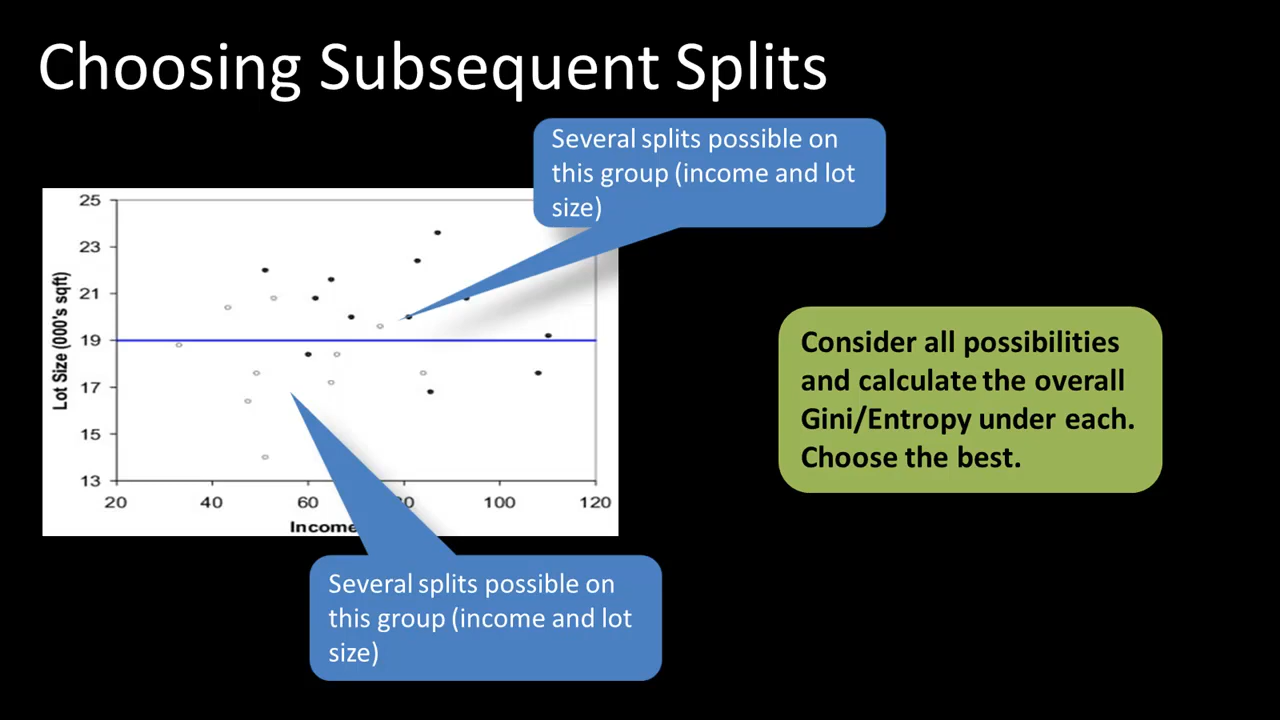 Choosing Subsequent Splits
Several splits possible on
this group (income and lot
size)
25
23
21
19
17
15
13
Lot Size (000's sqft)
20
40
60
100
120
Income
Consider all possibilities
and calculate the overall
Gini/Entropy under each.
Choose the best.
Several splits possible on
this group (income and lot
size)